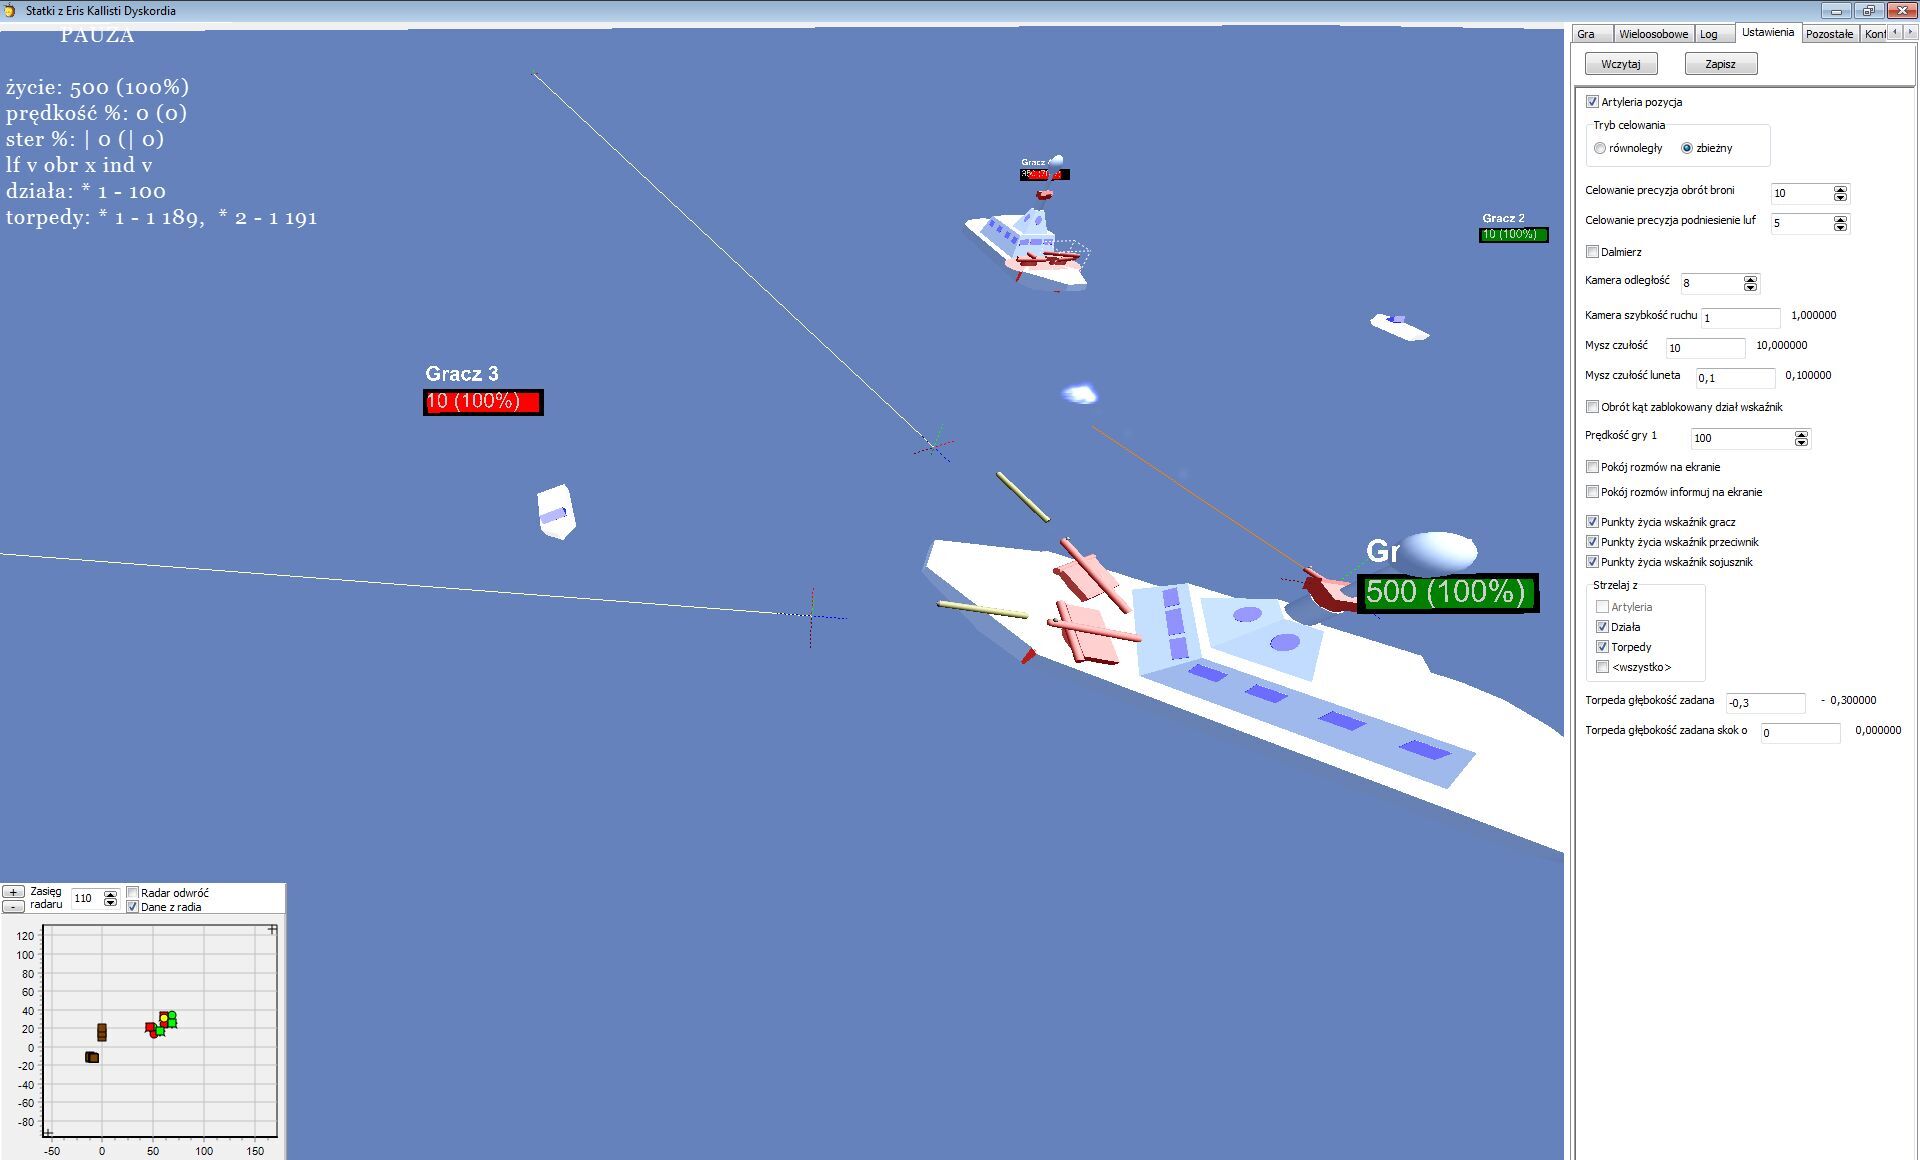 Statki z Eris Kallisti Dyskordia
PAUZA
życie: 500 (100%)
prędkość %: 0 (0)
ster %: | 0 (| 0)
lf v obr x ind v
działa: * 1 - 100
torpedy: * 1 - 1 189,  * 2 - 1 191
Gracz
Gracz 2
10 (100%)
Gracz 3
10 (100%)
Gr
500 (100%)
Gra
Wieloosobowe
Log
Ustawienia
Pozostałe
Konf
Wczytaj
Zapisz
Artyleria pozycja
Tryb celowania
równoległy
zbieżny
Celowanie precyzja obrót broni 10
Celowanie precyzja podniesienie luf 5
Dalmierz
Kamera odległość 8
Kamera szybkość ruchu 1 1,000000
Mysz czułość 10 10,000000
Mysz czułość luneta 0,1 0,100000
Obrót kąt zablokowany dział wskaźnik
Prędkość gry 1 100
Pokój rozmów na ekranie
Pokój rozmów informuj na ekranie
Punkty życia wskaźnik gracz
Punkty życia wskaźnik przeciwnik
Punkty życia wskaźnik sojusznik
Strzelaj z
Artyleria
Działa
Torpedy
<wszystko>
Torpeda głębokość zadana -0,3 - 0,300000
Torpeda głębokość zadana skok o 0 0,000000
+ Zasięg radaru 110
-
Radar odwróć
Dane z radia
120
100
80
60
40
20
0
-20
-40
-60
-80
-50 0 50 100 150